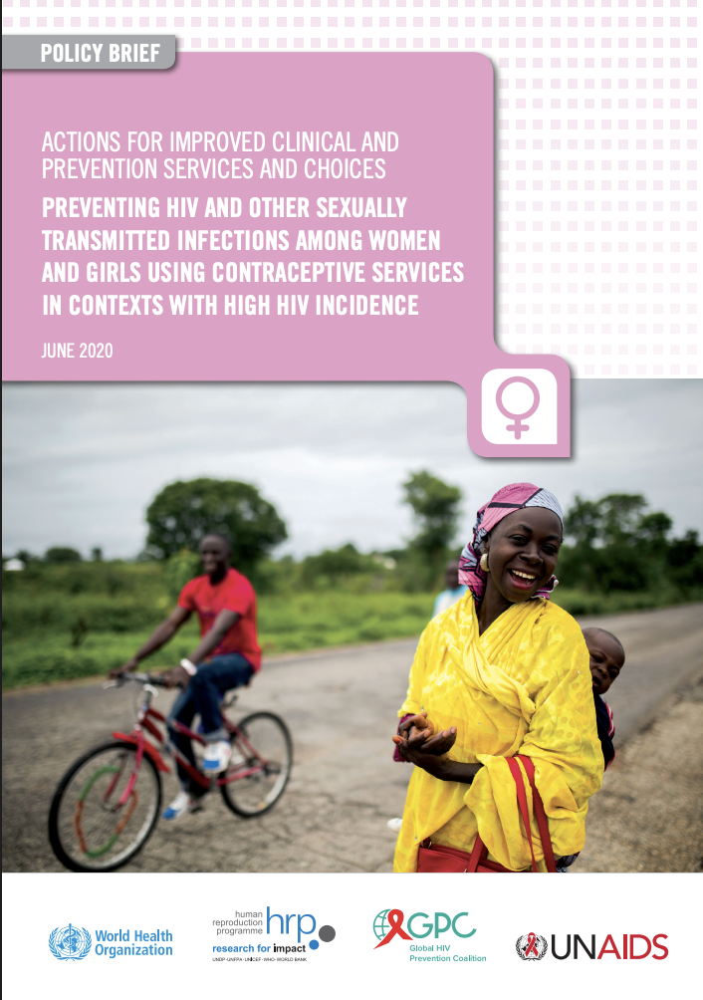 POLICY BRIEF
ACTIONS FOR IMPROVED CLINICAL AND
PREVENTION SERVICES AND CHOICES
PREVENTING HIV AND OTHER SEXUALLY
TRANSMITTED INFECTIONS AMONG WOMEN
AND GIRLS USING CONTRACEPTIVE SERVICES
IN CONTEXTS WITH HIGH HIV INCIDENCE
JUNE 2020
World Health
Organization
human
reproduction
programme
hrp
research for impact
UNDP·UNFPA·UNICEF·WHO·WORLD BANK
GPC
Global HIV
Prevention Coalition
UNAIDS